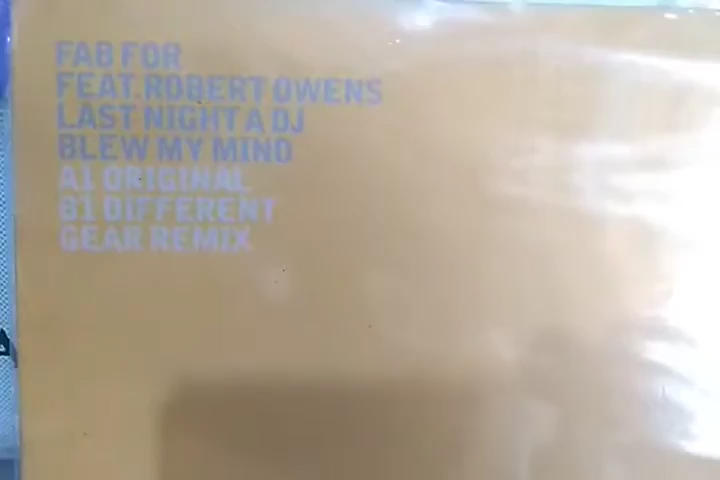 FAB FOR
FEAT.ROBERT OWENS
LAST NIGHT A DJ
BLEW MY MIND
A1 ORIGINAL
B1 DIFFERENT
GEAR REMIX